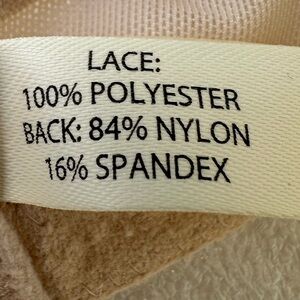 LACE:
100% POLYESTER
BACK: 84% NYLON
16% SPANDEX